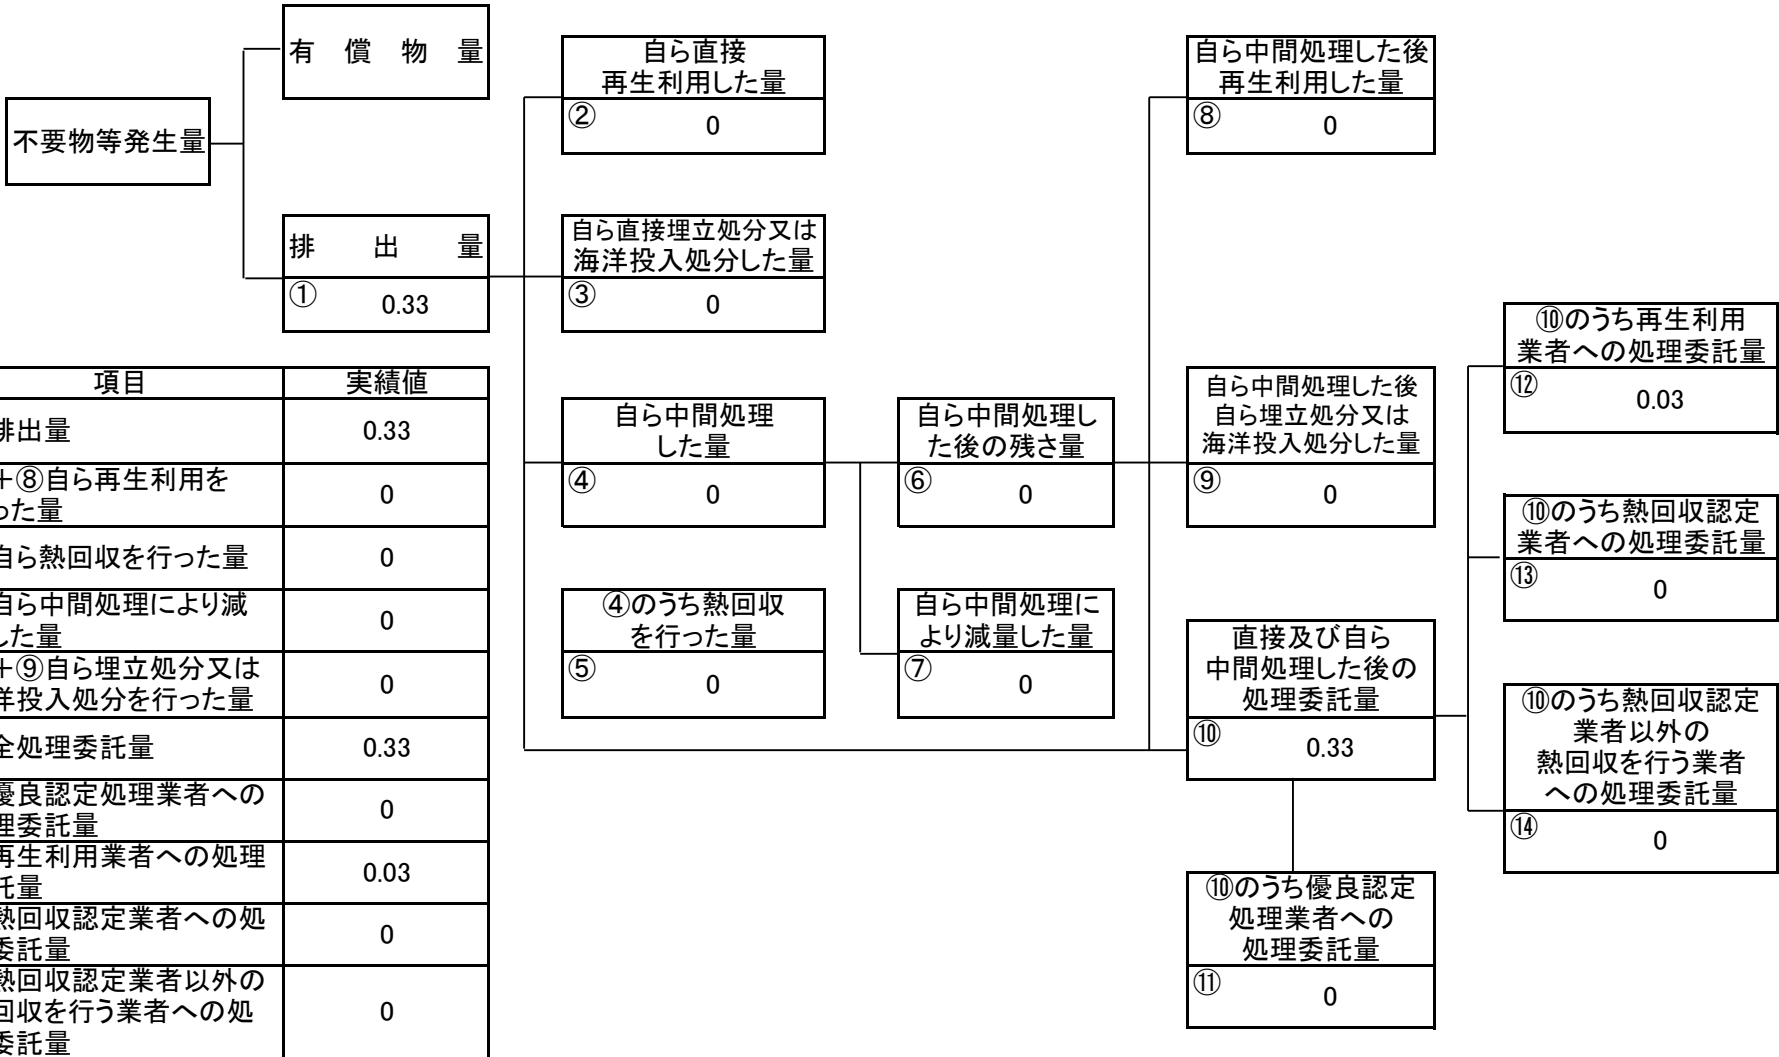 不要物等発生量
有償物量
排出量
① 0.33
自ら直接
再生利用した量
② 0
自ら直接埋立処分又は
海洋投入処分した量
③ 0
自ら中間処理
した量
④ 0
④のうち熱回収
を行った量
⑤ 0
自ら中間処理し
た後の残さ量
⑥ 0
自ら中間処理に
より減量した量
⑦ 0
自ら中間処理した後
再生利用した量
⑧ 0
自ら中間処理した後
自ら埋立処分又は
海洋投入処分した量
⑨ 0
直接及び自ら
中間処理した後の
処理委託量
⑩ 0.33
⑩のうち優良認定
処理業者への
処理委託量
⑪ 0
⑩のうち再生利用
業者への処理委託量
⑫ 0.03
⑩のうち熱回収認定
業者への処理委託量
⑬ 0
⑩のうち熱回収認定
業者以外の
熱回収を行う業者
への処理委託量
⑭ 0
項目 実績値
排出量 0.33
+⑧自ら再生利用を
った量 0
自ら熱回収を行った量 0
自ら中間処理により減
した量 0
+⑨自ら埋立処分又は
洋投入処分を行った量 0
全処理委託量 0.33
優良認定処理業者への
理委託量 0
再生利用業者への処理
託量 0.03
熱回収認定業者への処
委託量 0
熱回収認定業者以外の
回収を行う業者への処
委託量 0